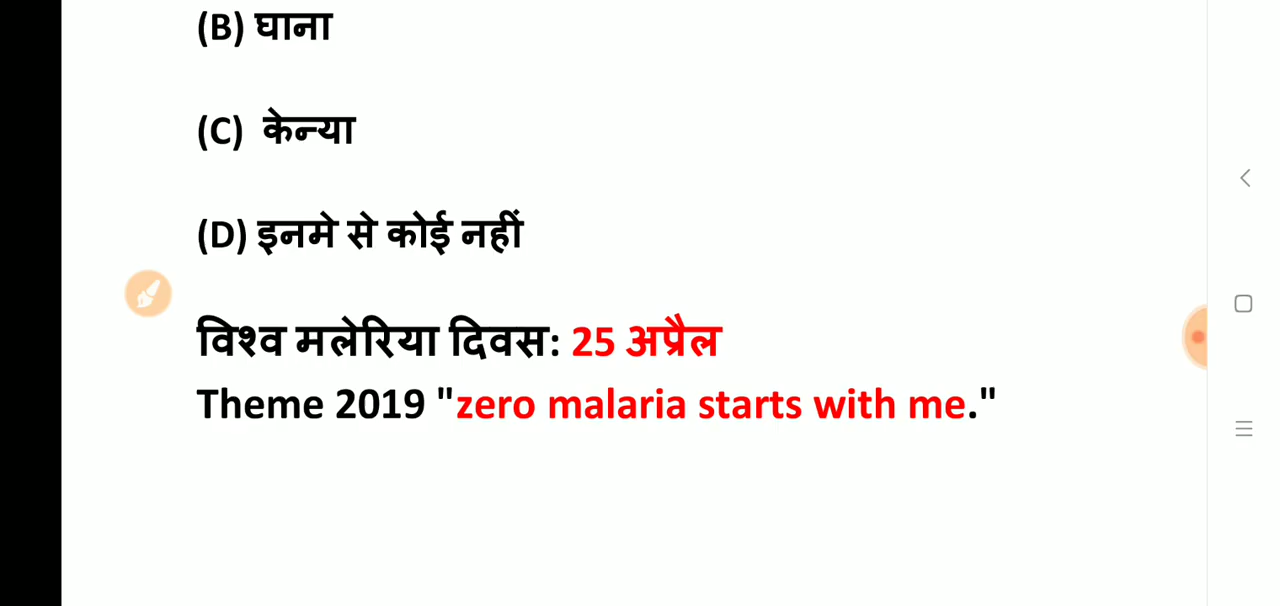 (B) घाना
(C) केन्या
(D) इनमे से कोई नहीं
विश्व मलेरिया दिवस: 25 अप्रैल
Theme 2019 "zero malaria starts with me."